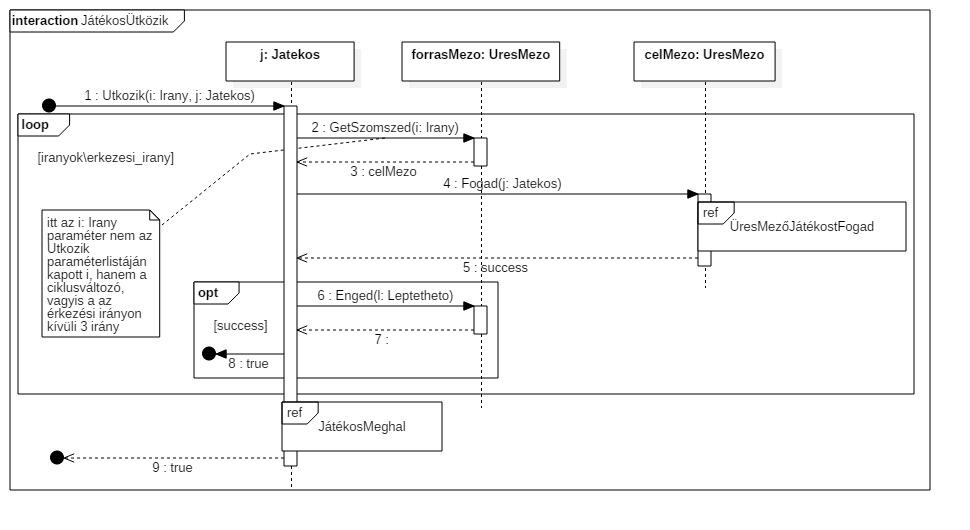 interaction JátékosÜtközik
j: Jatekos
forrasMezo: UresMezo
celMezo: UresMezo
1 : Utkozik(i: Irany, j: Jatekos)
loop
2 : GetSzomszed(i: Irany)
[iranyok\erkezesi_irany]
3 : celMezo
4 : Fogad(j: Jatekos)
ref
ÜresMezőJátékostFogad
itt az i: Irany
paraméter nem az
Utkozik
paraméterlistáján
kapott i, hanem a
ciklusváltozó,
vagyis a az
érkezési irányon
kívüli 3 irány
5 : success
opt
6 : Enged(l: Leptetheto)
[success]
7 :
8 : true
ref
JátékosMeghal
9 : true